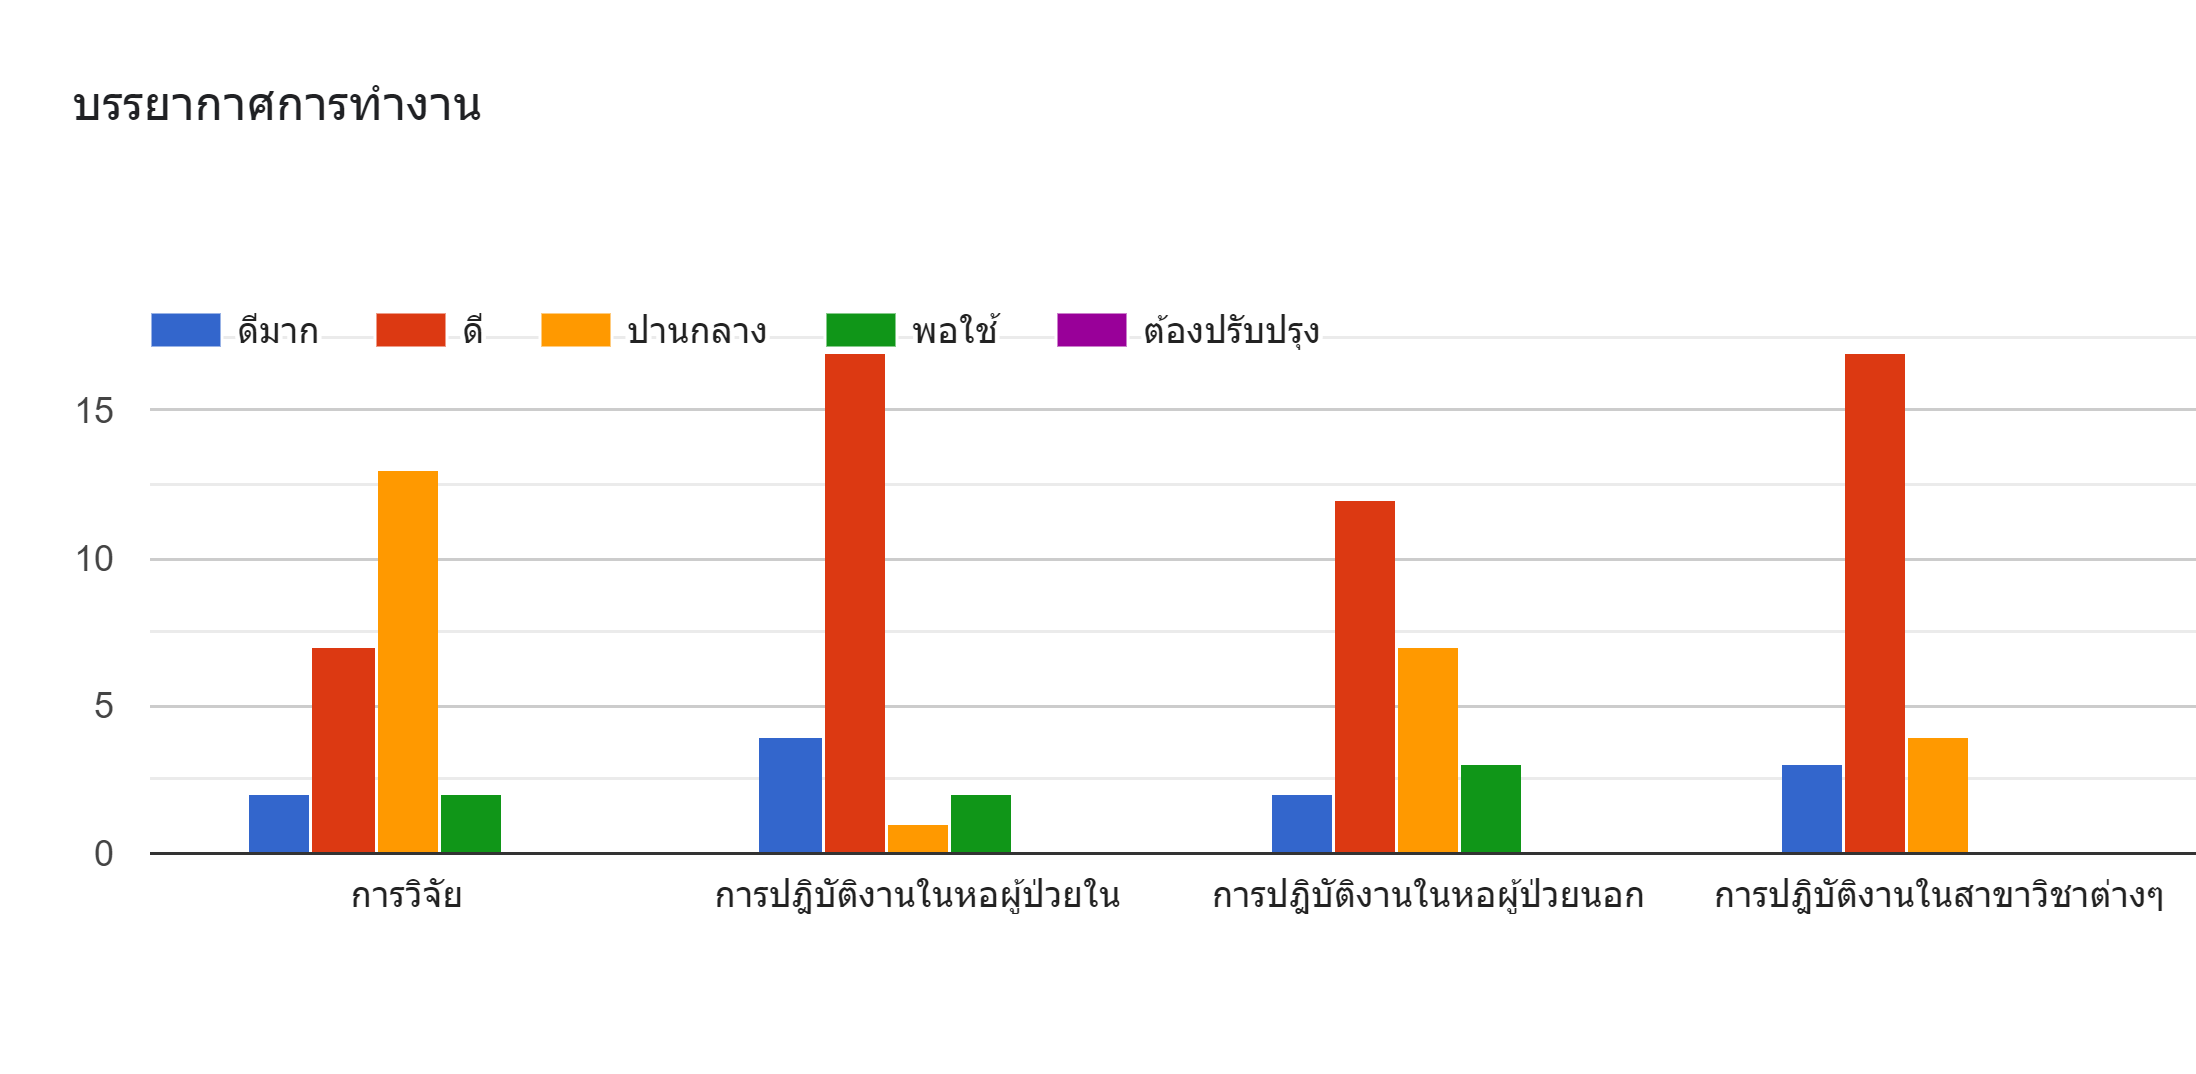 บรรยากาศการทำงาน
ดีมาก ดี ปานกลาง พอใช้ ต้องปรับปรุง
15
10
5
0
การวิจัย การปฎิบัติงานในหอผู้ป่วยใน การปฎิบัติงานในหอผู้ป่วยนอก การปฎิบัติงานในสาขาวิชาต่างๆ